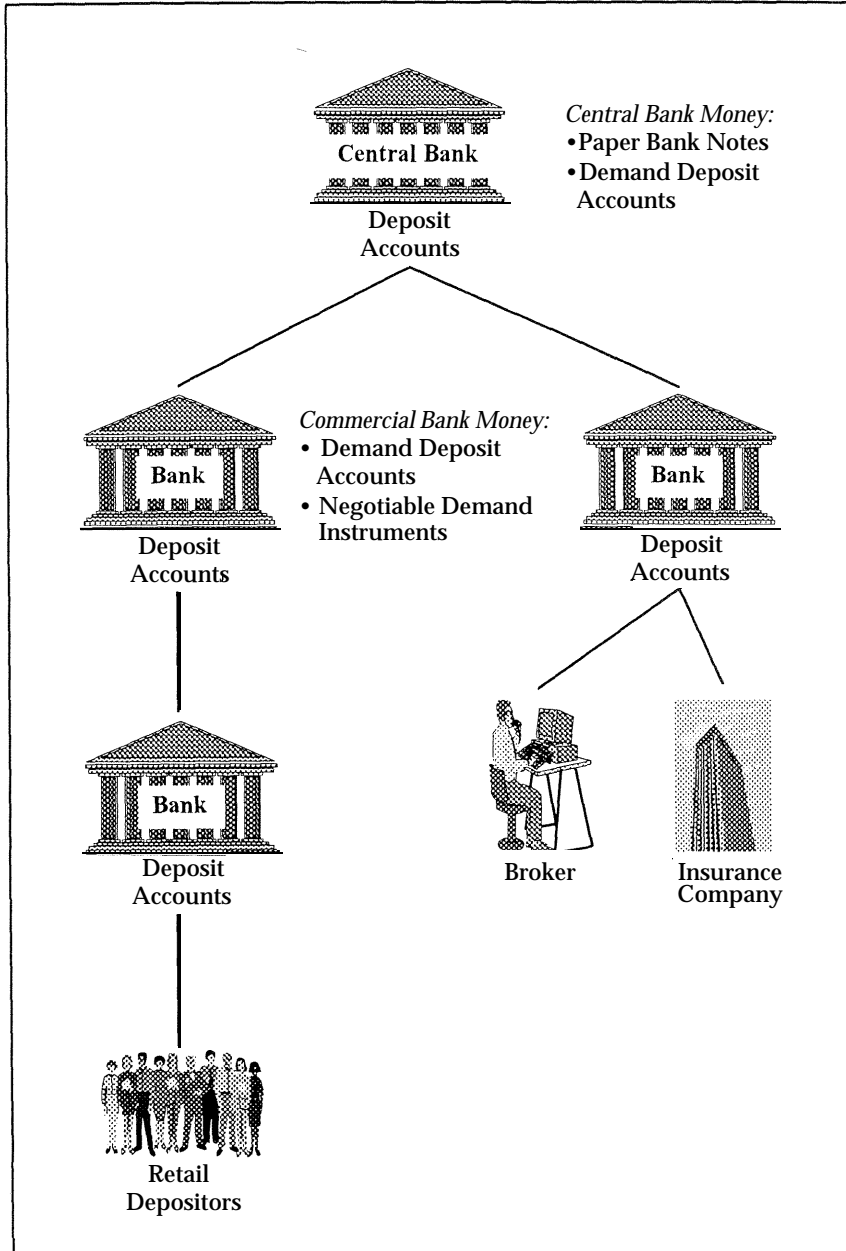 Central Bank
Deposit
Accounts
Central Bank Money:
•Paper Bank Notes
•Demand Deposit
Accounts
Bank
Deposit
Accounts
Commercial Bank Money:
• Demand Deposit
Accounts
• Negotiable Demand
Instruments
Bank
Deposit
Accounts
Bank
Deposit
Accounts
Broker
Insurance
Company
Retail
Depositors